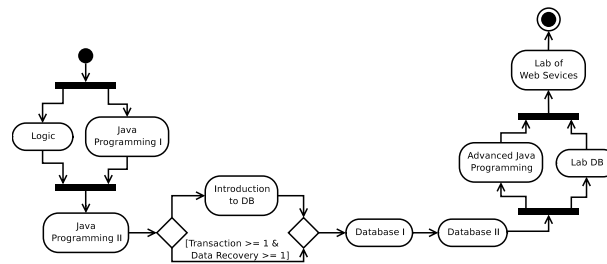 Lab of
Web Sevices
Logic
Java
Programming I
Advanced Java
Programming
Lab DB
Introduction
to DB
Java
Programming II
[Transaction >= 1 &
Data Recovery >= 1]
Database I
Database II